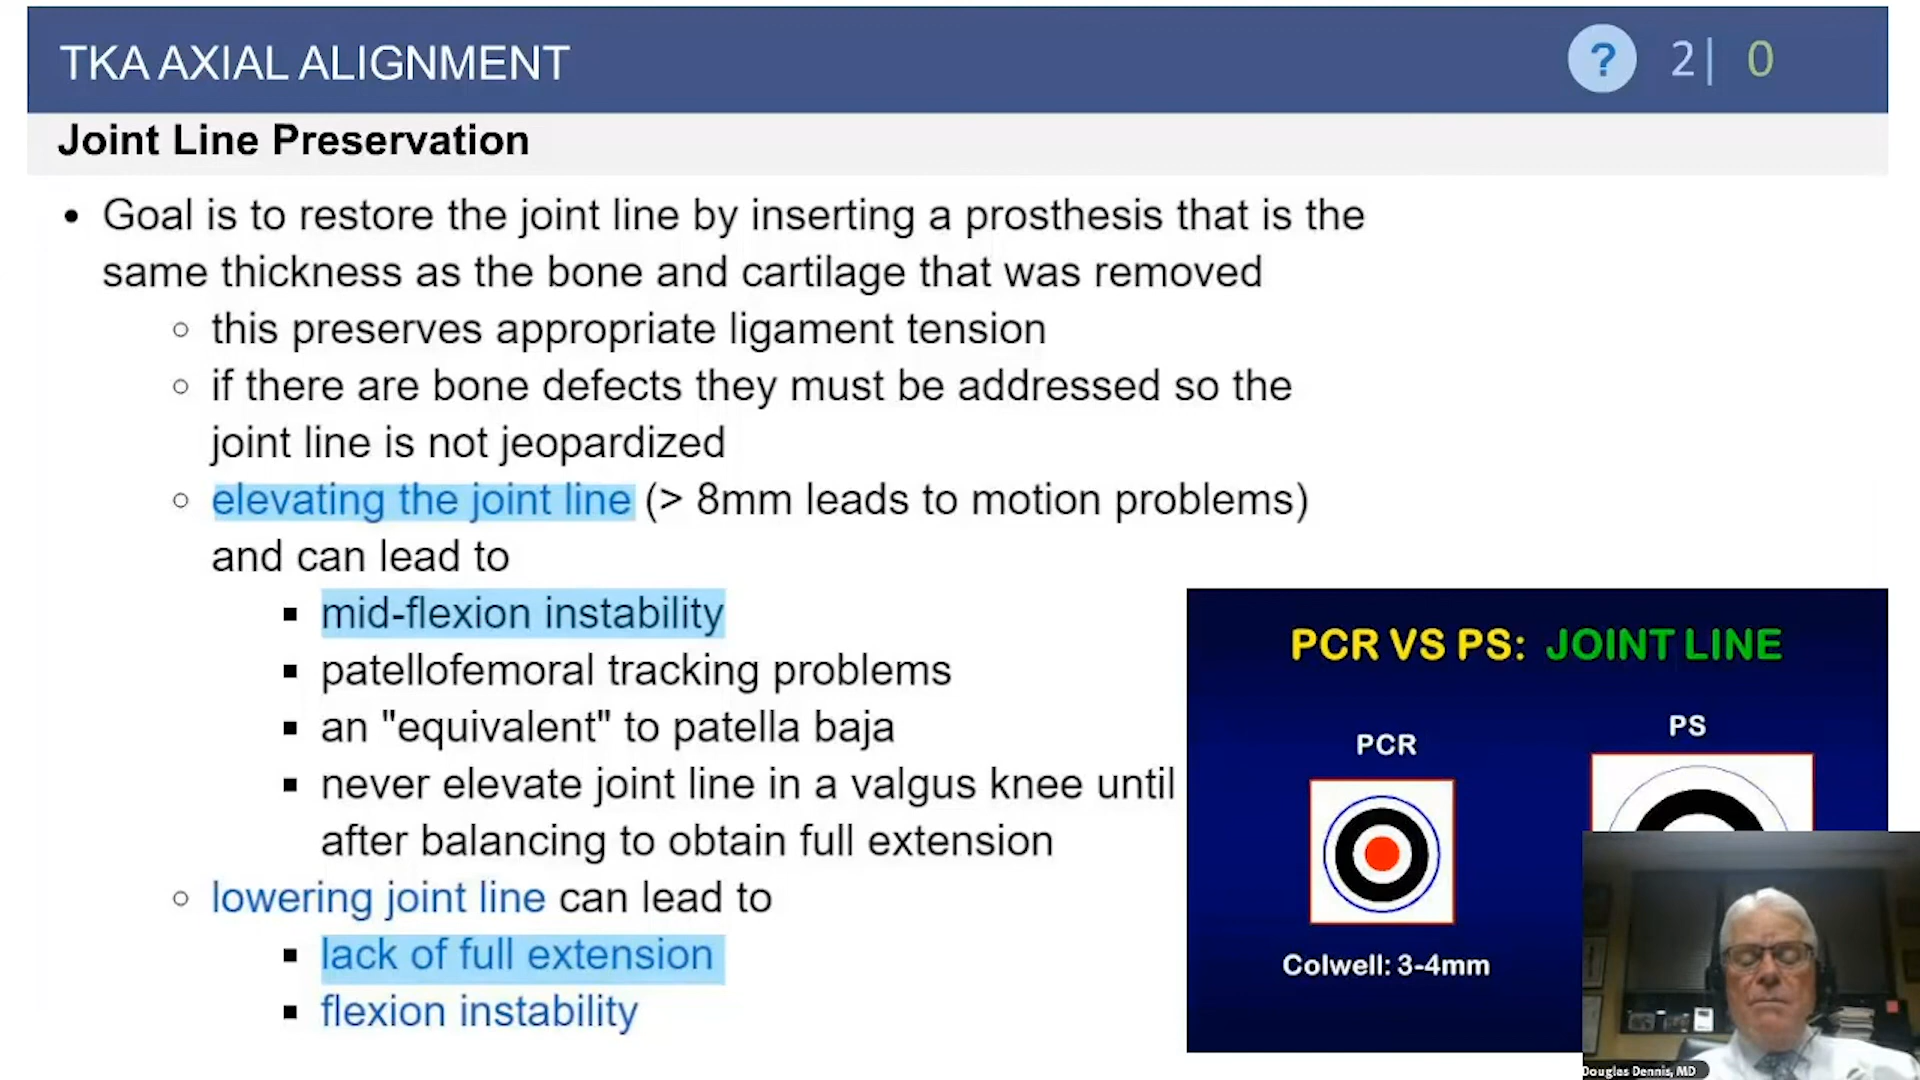 TKA AXIAL ALIGNMENT
? 2| 0
Joint Line Preservation
• Goal is to restore the joint line by inserting a prosthesis that is the
same thickness as the bone and cartilage that was removed
○ this preserves appropriate ligament tension
○ if there are bone defects they must be addressed so the
joint line is not jeopardized
○ elevating the joint line (> 8mm leads to motion problems)
and can lead to
▪ mid-flexion instability
▪ patellofemoral tracking problems
▪ an "equivalent" to patella baja
▪ never elevate joint line in a valgus knee until
after balancing to obtain full extension
○ lowering joint line can lead to
▪ lack of full extension
▪ flexion instability
PCR VS PS: JOINT LINE
PCR
PS
Colwell: 3-4mm
Douglas Dennis, MD